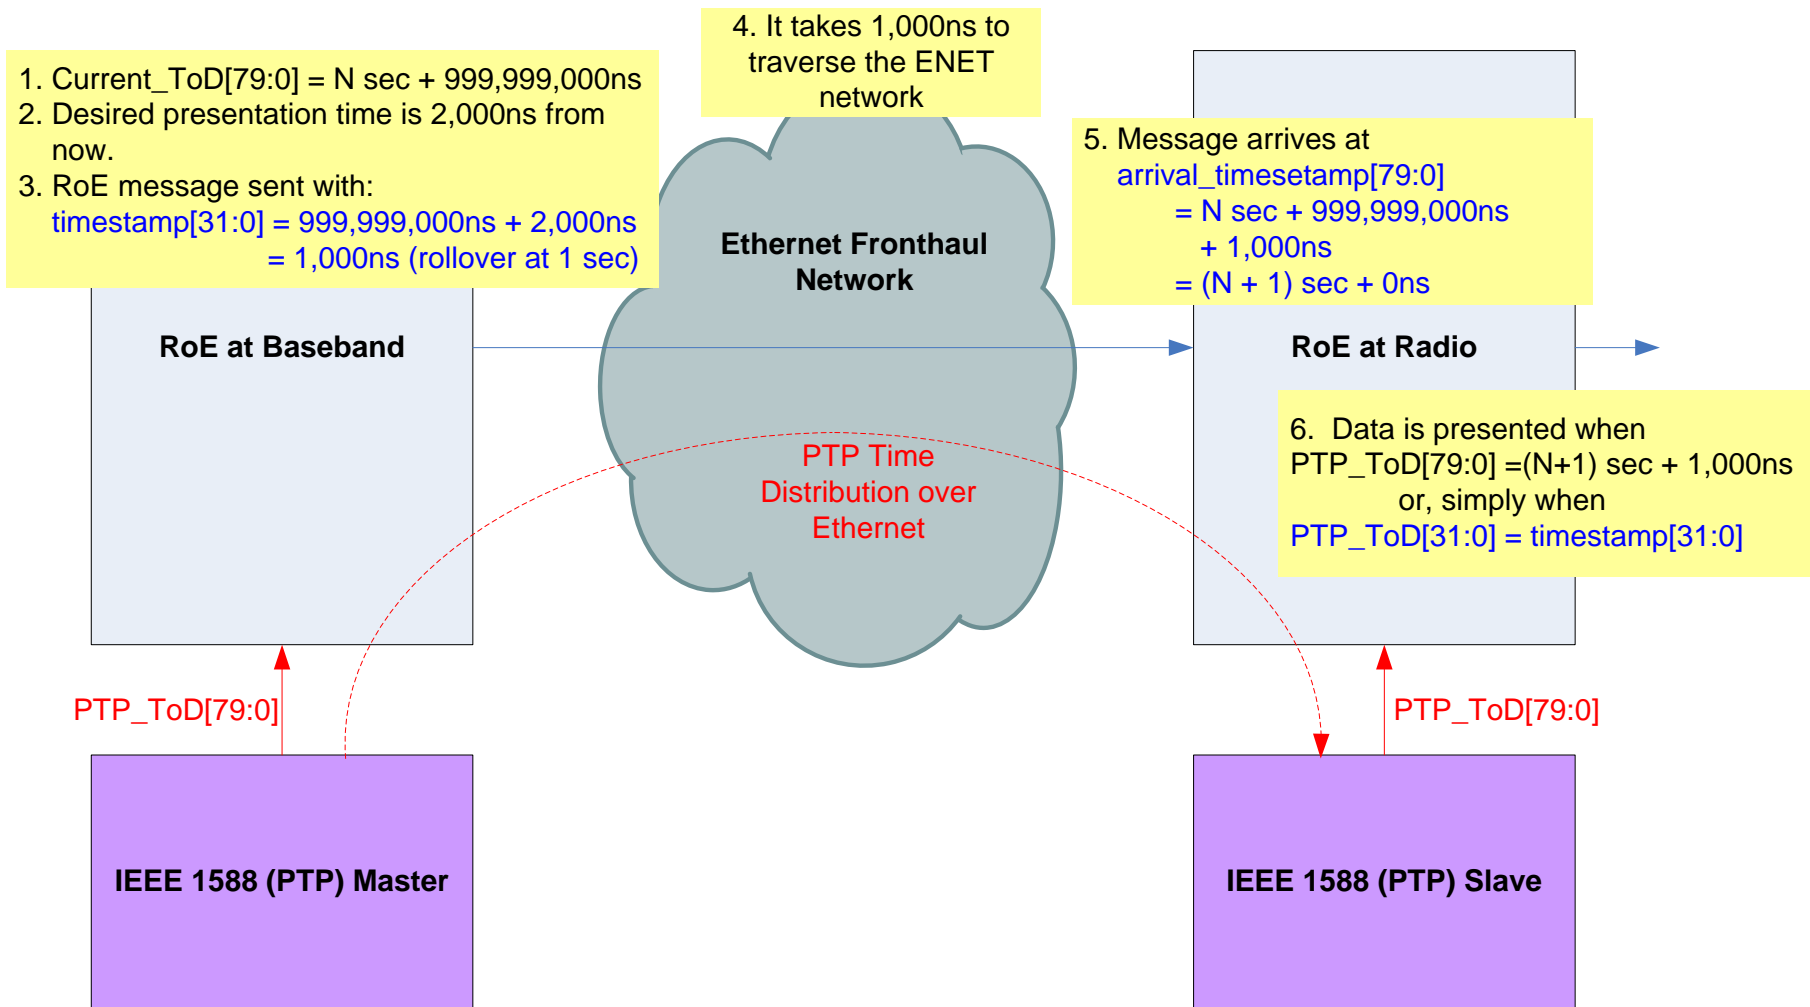 1. Current_ToD[79:0] = N sec + 999,999,000ns
2. Desired presentation time is 2,000ns from
now.
3. RoE message sent with:
timestamp[31:0] = 999,999,000ns + 2,000ns
= 1,000ns (rollover at 1 sec)
4. It takes 1,000ns to
traverse the ENET
network
5. Message arrives at
arrival_timesetamp[79:0]
= N sec + 999,999,000ns
+ 1,000ns
= (N + 1) sec + 0ns
Ethernet Fronthaul
Network
RoE at Baseband
RoE at Radio
6. Data is presented when
PTP_ToD[79:0] =(N+1) sec + 1,000ns
or, simply when
PTP_ToD[31:0] = timestamp[31:0]
PTP Time
Distribution over
Ethernet
PTP_ToD[79:0]
PTP_ToD[79:0]
IEEE 1588 (PTP) Master
IEEE 1588 (PTP) Slave